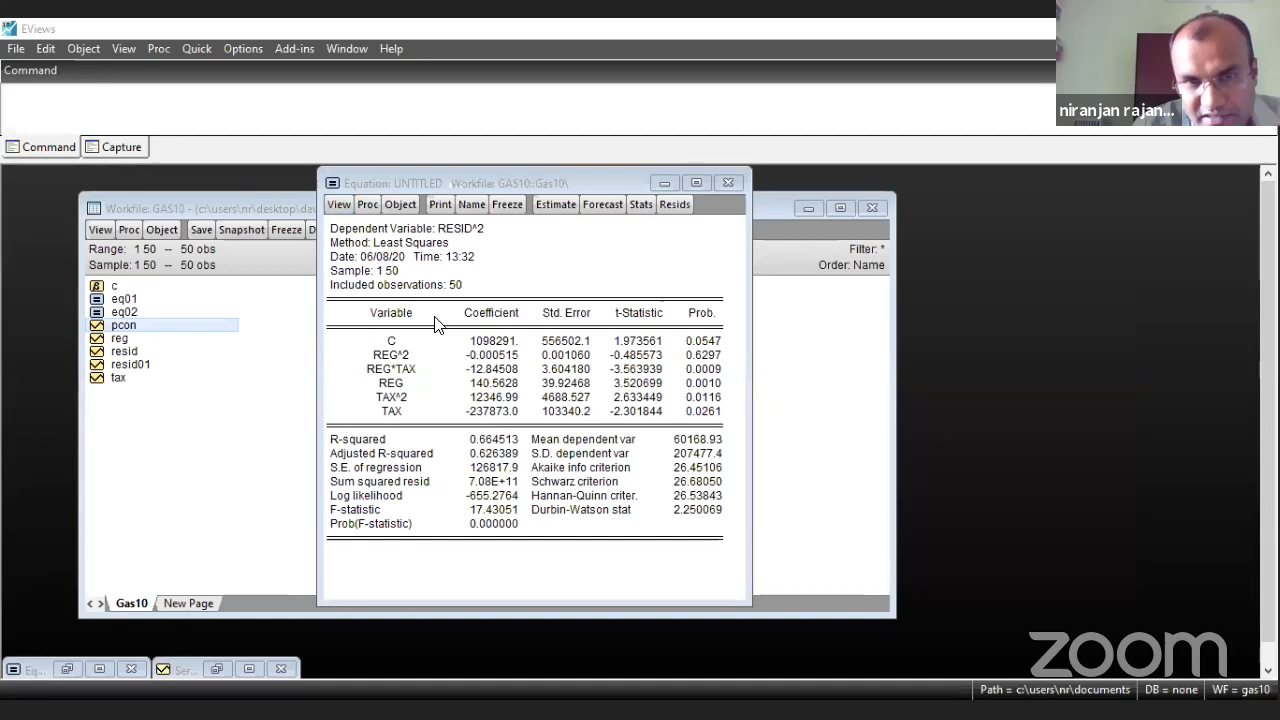 EViews
File Edit Object View Proc Quick Options Add-ins Window Help
Command
niranjan rajan...
Command Capture
Equation: UNTITLED Workfile: GAS10::Gas10\
View Proc Object Print Name Freeze Estimate Forecast Stats Resids
Dependent Variable: RESID^2
Method: Least Squares
Date: 06/08/20 Time: 13:32
Sample: 1 50
Included observations: 50
Variable Coefficient Std. Error t-Statistic Prob.
C 1098291. 556502.1 1.973561 0.0547
REG^2 -0.000515 0.001060 -0.485573 0.6297
REG*TAX -12.84508 3.604180 -3.563939 0.0009
REG 140.5628 39.92468 3.520699 0.0010
TAX^2 12346.99 4688.527 2.633449 0.0116
TAX -237873.0 103340.2 -2.301844 0.0261
R-squared 0.664513 Mean dependent var 60168.93
Adjusted R-squared 0.626389 S.D. dependent var 207477.4
S.E. of regression 126817.9 Akaike info criterion 26.45106
Sum squared resid 7.08E+11 Schwarz criterion 26.68050
Log likelihood -655.2764 Hannan-Quinn criter. 26.53843
F-statistic 17.43051 Durbin-Watson stat 2.250069
Prob(F-statistic) 0.000000
Workfile: GAS10 - (c:\users\nr\desktop\dav
View Proc Object Save Snapshot Freeze D
Range: 1 50 -- 50 obs Filter: *
Sample: 1 50 -- 50 obs Order: Name
c
eq01
eq02
pcon
reg
resid
resid01
tax
Gas10 New Page
Eq... Ser...
zoom
Path = c:\users\nr\documents DB = none WF = gas10